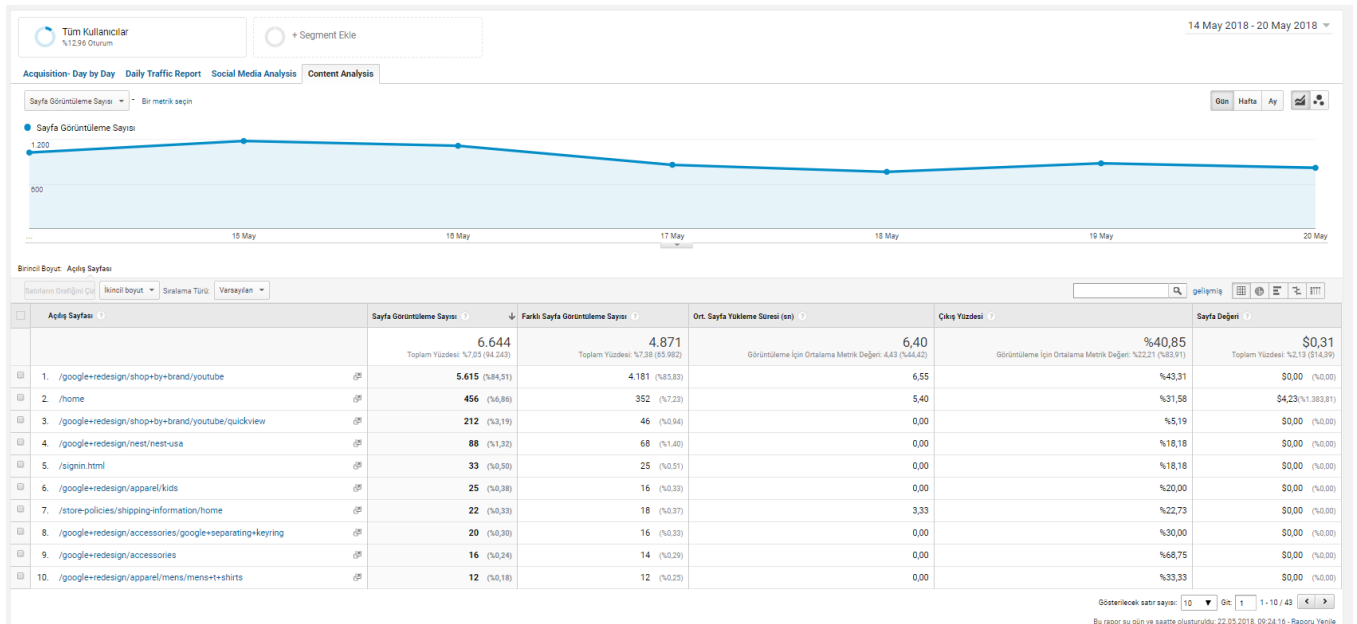 Tüm Kullanıcılar
%12,96 Oturum
+ Segment Ekle
14 May 2018 - 20 May 2018
Acquisition- Day by Day Daily Traffic Report Social Media Analysis Content Analysis
Sayfa Görüntüleme Sayısı - Bir metrik seçin
Gün Hafta Ay
Sayfa Görüntüleme Sayısı
1.200
600
... 15 May 16 May 17 May 18 May 19 May 20 May
Birincil Boyut: Açılış Sayfası
Satırların Grafiğini Çiz İkincil boyut Sıralama Türü: Varsayılan gelişmiş
Açılış Sayfası ? Sayfa Görüntüleme Sayısı ? Farklı Sayfa Görüntüleme Sayısı ? Ort. Sayfa Yükleme Süresi (sn) ? Çıkış Yüzdesi ? Sayfa Değeri ?
6.644 4.871 6,40 %40,85 $0,31
Toplam Yüzdesi: %7,05 (94.243) Toplam Yüzdesi: %7,38 (65.982) Görüntüleme İçin Ortalama Metrik Değeri: 4,43 (%44,42) Görüntüleme İçin Ortalama Metrik Değeri: %22,21 (%83,91) Toplam Yüzdesi: %2,13 ($14,39)
1. /google+redesign/shop+by+brand/youtube 5.615 (%84,51) 4.181 (%85,83) 6,55 %43,31 $0,00 (%0,00)
2. /home 456 (%6,86) 352 (%7,23) 5,40 %31,58 $4,23(%1.383,81)
3. /google+redesign/shop+by+brand/youtube/quickview 212 (%3,19) 46 (%0,94) 0,00 %5,19 $0,00 (%0,00)
4. /google+redesign/nest/nest-usa 88 (%1,32) 68 (%1,40) 0,00 %18,18 $0,00 (%0,00)
5. /signin.html 33 (%0,50) 25 (%0,51) 0,00 %18,18 $0,00 (%0,00)
6. /google+redesign/apparel/kids 25 (%0,38) 16 (%0,33) 0,00 %20,00 $0,00 (%0,00)
7. /store-policies/shipping-information/home 22 (%0,33) 18 (%0,37) 3,33 %22,73 $0,00 (%0,00)
8. /google+redesign/accessories/google+separating+keyring 20 (%0,30) 16 (%0,33) 0,00 %30,00 $0,00 (%0,00)
9. /google+redesign/accessories 16 (%0,24) 14 (%0,29) 0,00 %68,75 $0,00 (%0,00)
10. /google+redesign/apparel/mens/mens+t+shirts 12 (%0,18) 12 (%0,25) 0,00 %33,33 $0,00 (%0,00)
Gösterilecek satır sayısı: 10 Git: 1 1 - 10 / 43
Bu rapor şu gün ve saatte oluşturuldu: 22.05.2018, 09:24:16 - Raporu Yenile